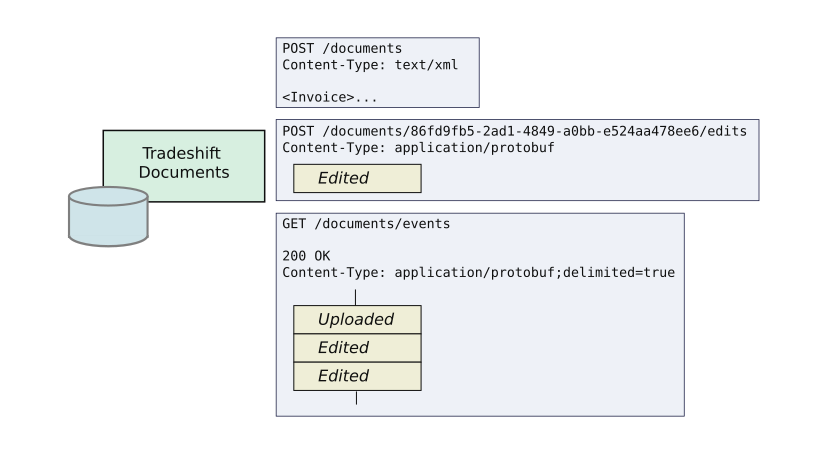 POST /documents
Content-Type: text/xml
<Invoice>...
Tradeshift
Documents
POST /documents/86fd9fb5-2ad1-4849-a0bb-e524aa478ee6/edits
Content-Type: application/protobuf
Edited
GET /documents/events
200 OK
Content-Type: application/protobuf;delimited=true
Uploaded
Edited
Edited